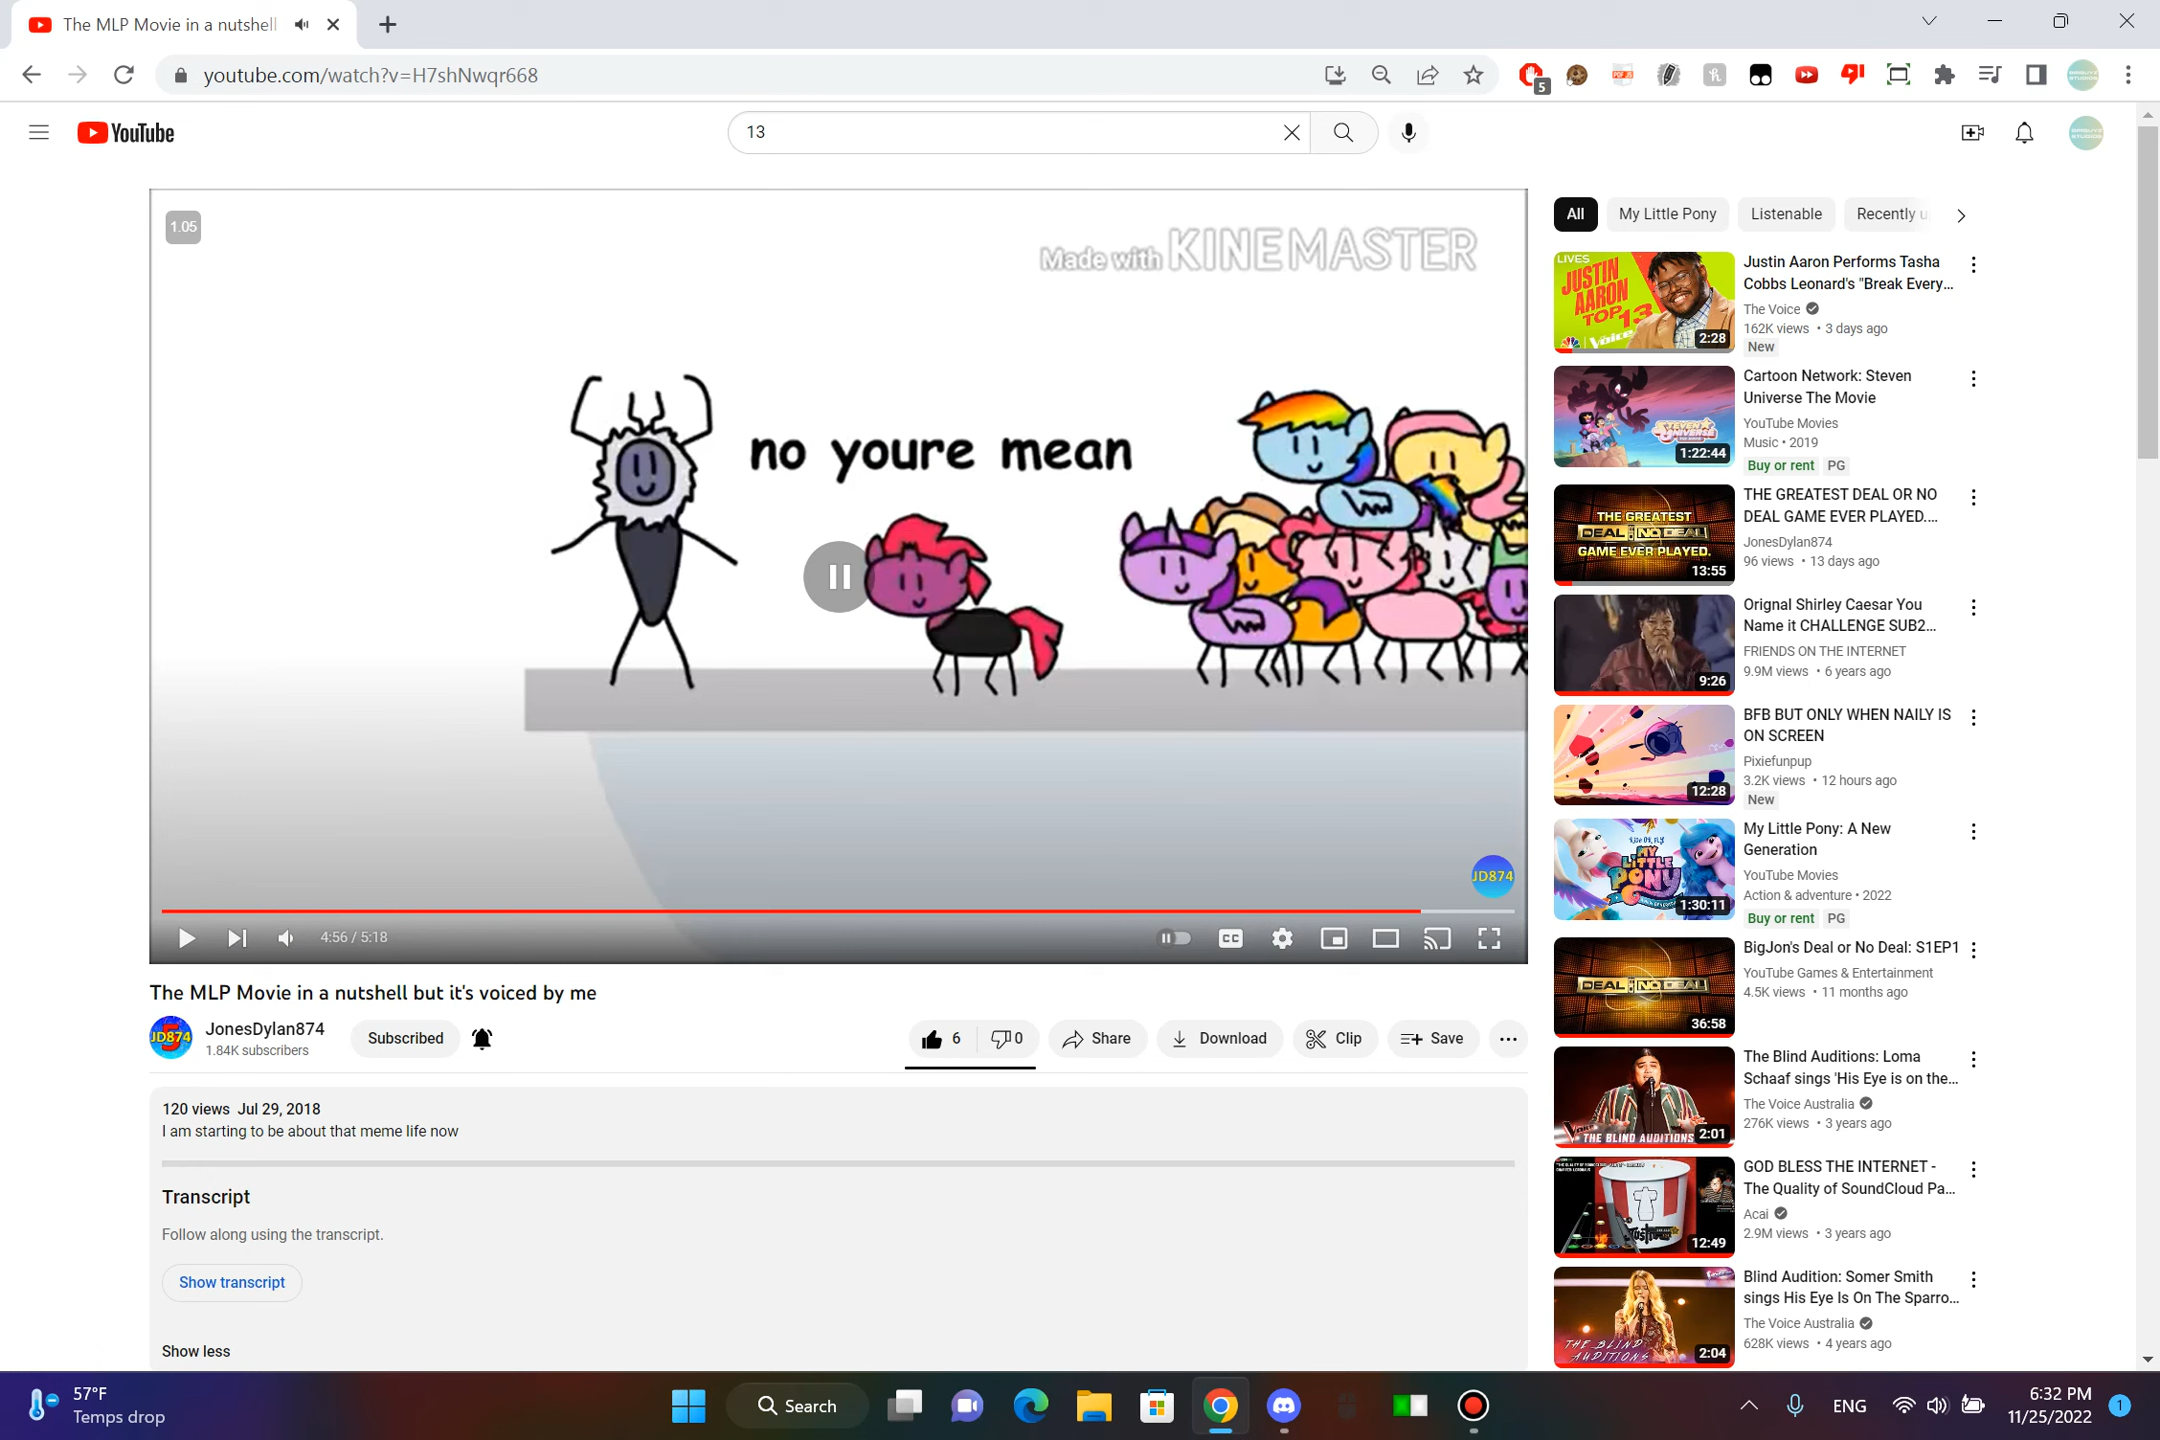 The MLP Movie in a nutshell
youtube.com/watch?v=H7shNwqr668
5
YouTube
13
1.05
Made with KINEMASTER
no youre mean
JD874
4:56 / 5:18
CC
The MLP Movie in a nutshell but it's voiced by me
JD874
JonesDylan874
1.84K subscribers
Subscribed
6
0
Share
Download
Clip
Save
120 views Jul 29, 2018
I am starting to be about that meme life now
Transcript
Follow along using the transcript.
Show transcript
Show less
All
My Little Pony
Listenable
Recently u
LIVES
JUSTIN
AARON
TOP 13
The Voice
2:28
Justin Aaron Performs Tasha
Cobbs Leonard's "Break Every...
The Voice
162K views • 3 days ago
New
STEVEN
UNIVERSE
1:22:44
Cartoon Network: Steven
Universe The Movie
YouTube Movies
Music • 2019
Buy or rent PG
THE GREATEST
DEAL NO DEAL
GAME EVER PLAYED.
13:55
THE GREATEST DEAL OR NO
DEAL GAME EVER PLAYED....
JonesDylan874
96 views • 13 days ago
9:26
Orignal Shirley Caesar You
Name it CHALLENGE SUB2...
FRIENDS ON THE INTERNET
9.9M views • 6 years ago
12:28
BFB BUT ONLY WHEN NAILY IS
ON SCREEN
Pixiefunpup
3.2K views • 12 hours ago
New
MY
LITTLE
PONY
1:30:11
My Little Pony: A New
Generation
YouTube Movies
Action & adventure • 2022
Buy or rent PG
DEAL NO DEAL
36:58
BigJon's Deal or No Deal: S1EP1
YouTube Games & Entertainment
4.5K views • 11 months ago
THE BLIND AUDITIONS
2:01
The Blind Auditions: Loma
Schaaf sings 'His Eye is on the...
The Voice Australia
276K views • 3 years ago
12:49
GOD BLESS THE INTERNET -
The Quality of SoundCloud Pa...
Acai
2.9M views • 3 years ago
THE BLIND
AUDITIONS
2:04
Blind Audition: Somer Smith
sings His Eye Is On The Sparro...
The Voice Australia
628K views • 4 years ago
57°F
Temps drop
Search
ENG
6:32 PM
11/25/2022
1